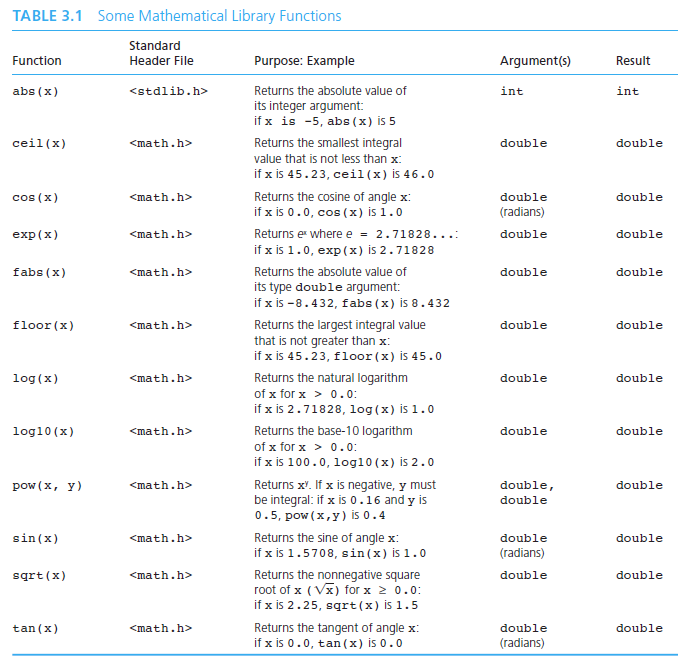 TABLE 3.1 Some Mathematical Library Functions
Standard
Function Header File Purpose: Example Argument(s) Result
abs(x) <stdlib.h> Returns the absolute value of int int
its integer argument:
if x is -5, abs(x) is 5
ceil(x) <math.h> Returns the smallest integral double double
value that is not less than x:
if x is 45.23, ceil(x) is 46.0
cos(x) <math.h> Returns the cosine of angle x: double double
if x is 0.0, cos(x) is 1.0 (radians)
exp(x) <math.h> Returns eˣ where e = 2.71828...: double double
if x is 1.0, exp(x) is 2.71828
fabs(x) <math.h> Returns the absolute value of double double
its type double argument:
if x is -8.432, fabs(x) is 8.432
floor(x) <math.h> Returns the largest integral value double double
that is not greater than x:
if x is 45.23, floor(x) is 45.0
log(x) <math.h> Returns the natural logarithm double double
of x for x > 0.0:
if x is 2.71828, log(x) is 1.0
log10(x) <math.h> Returns the base-10 logarithm double double
of x for x > 0.0:
if x is 100.0, log10(x) is 2.0
pow(x, y) <math.h> Returns xʸ. If x is negative, y must double, double
be integral: if x is 0.16 and y is double
0.5, pow(x,y) is 0.4
sin(x) <math.h> Returns the sine of angle x: double double
if x is 1.5708, sin(x) is 1.0 (radians)
sqrt(x) <math.h> Returns the nonnegative square double double
root of x (√x) for x ≥ 0.0:
if x is 2.25, sqrt(x) is 1.5
tan(x) <math.h> Returns the tangent of angle x: double double
if x is 0.0, tan(x) is 0.0 (radians)